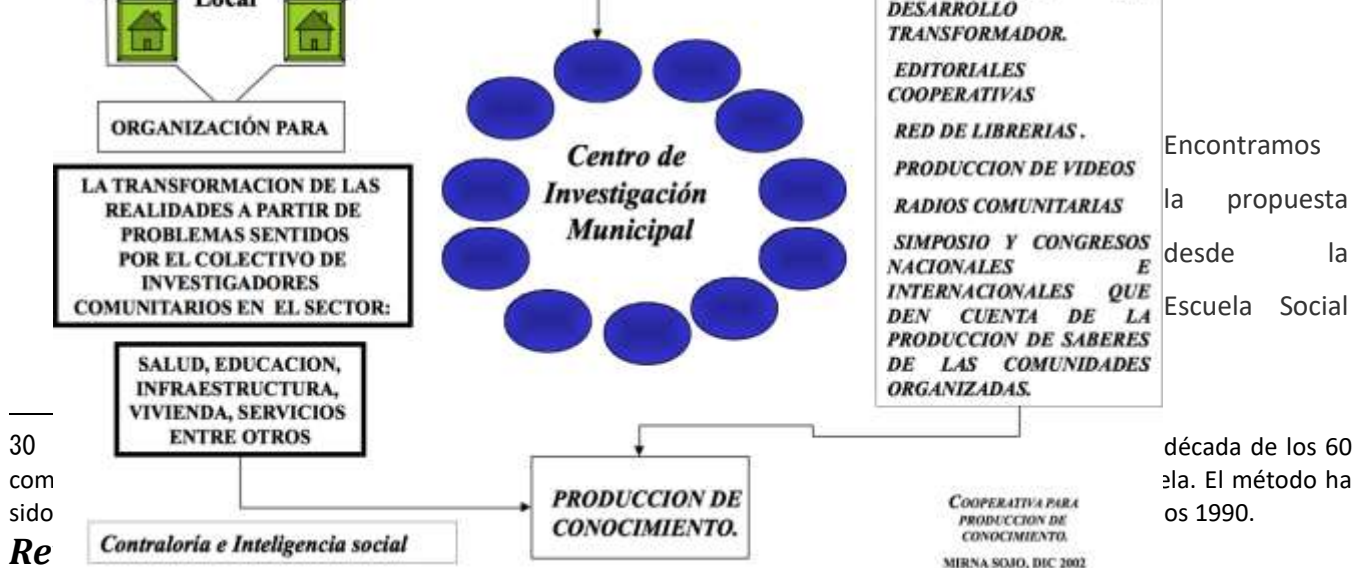 Local
ORGANIZACIÓN PARA
LA TRANSFORMACION DE LAS
REALIDADES A PARTIR DE
PROBLEMAS SENTIDOS
POR EL COLECTIVO DE
INVESTIGADORES
COMUNITARIOS EN EL SECTOR:
SALUD, EDUCACION,
INFRAESTRUCTURA,
VIVIENDA, SERVICIOS
ENTRE OTROS
Contraloria e Inteligencia social
Centro de
Investigación
Municipal
PRODUCCION DE
CONOCIMIENTO.
DESARROLLO
TRANSFORMADOR.
EDITORIALES
COOPERATIVAS
RED DE LIBRERIAS .
PRODUCCION DE VIDEOS
RADIOS COMUNITARIAS
SIMPOSIO Y CONGRESOS
NACIONALES E
INTERNACIONALES QUE
DEN CUENTA DE LA
PRODUCCION DE SABERES
DE LAS COMUNIDADES
ORGANIZADAS.
COOPERATIVA PARA
PRODUCCION DE
CONOCIMIENTO.
MIRNA SOJO, DIC 2002
Encontramos
la propuesta
desde la
Escuela Social
30 década de los 60
com ela. El método ha
sido os 1990.
Re